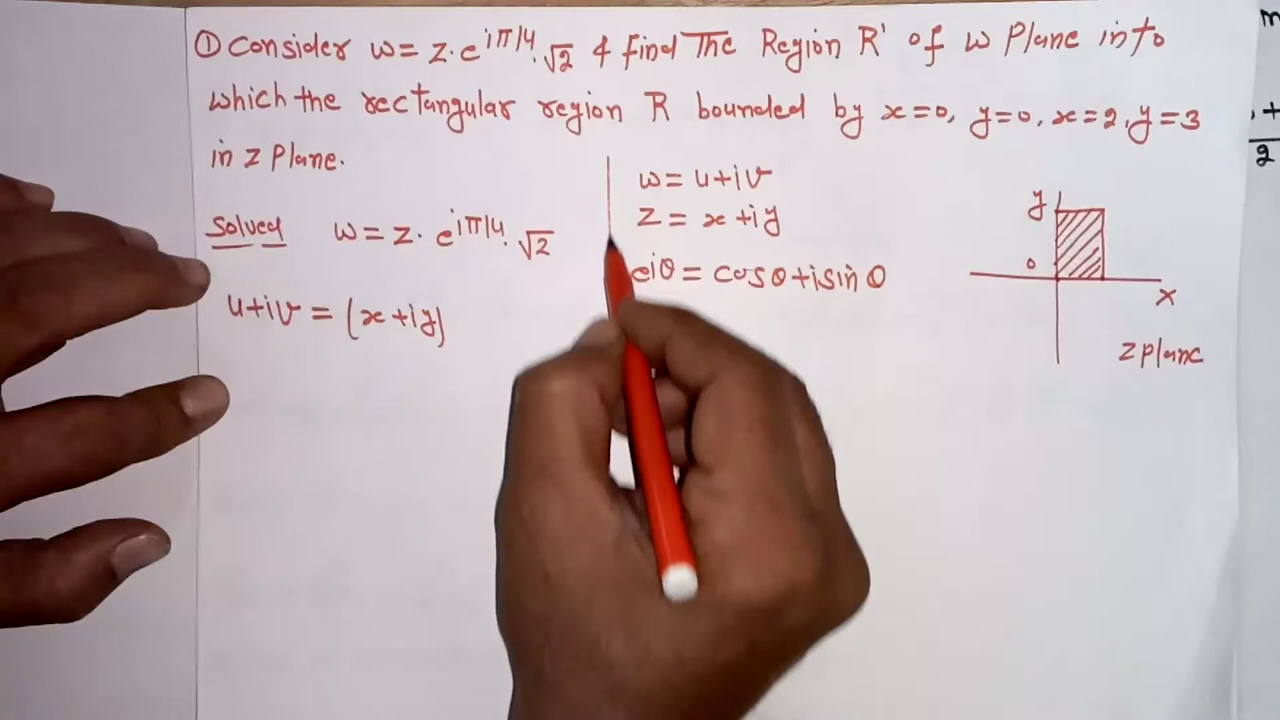 ① Consider w = z.e^{iπ/4}.√2 & find The Region R' of w Plane into
which the rectangular region R bounded by x=0, y=0, x=2, y=3
in z Plane.
Solved w = z. e^{iπ/4}.√2
u+iv = (x+iy)
w = u+iv
z = x+iy
e^{iθ} = cosθ+isinθ
y
0
x
z plane
+
2